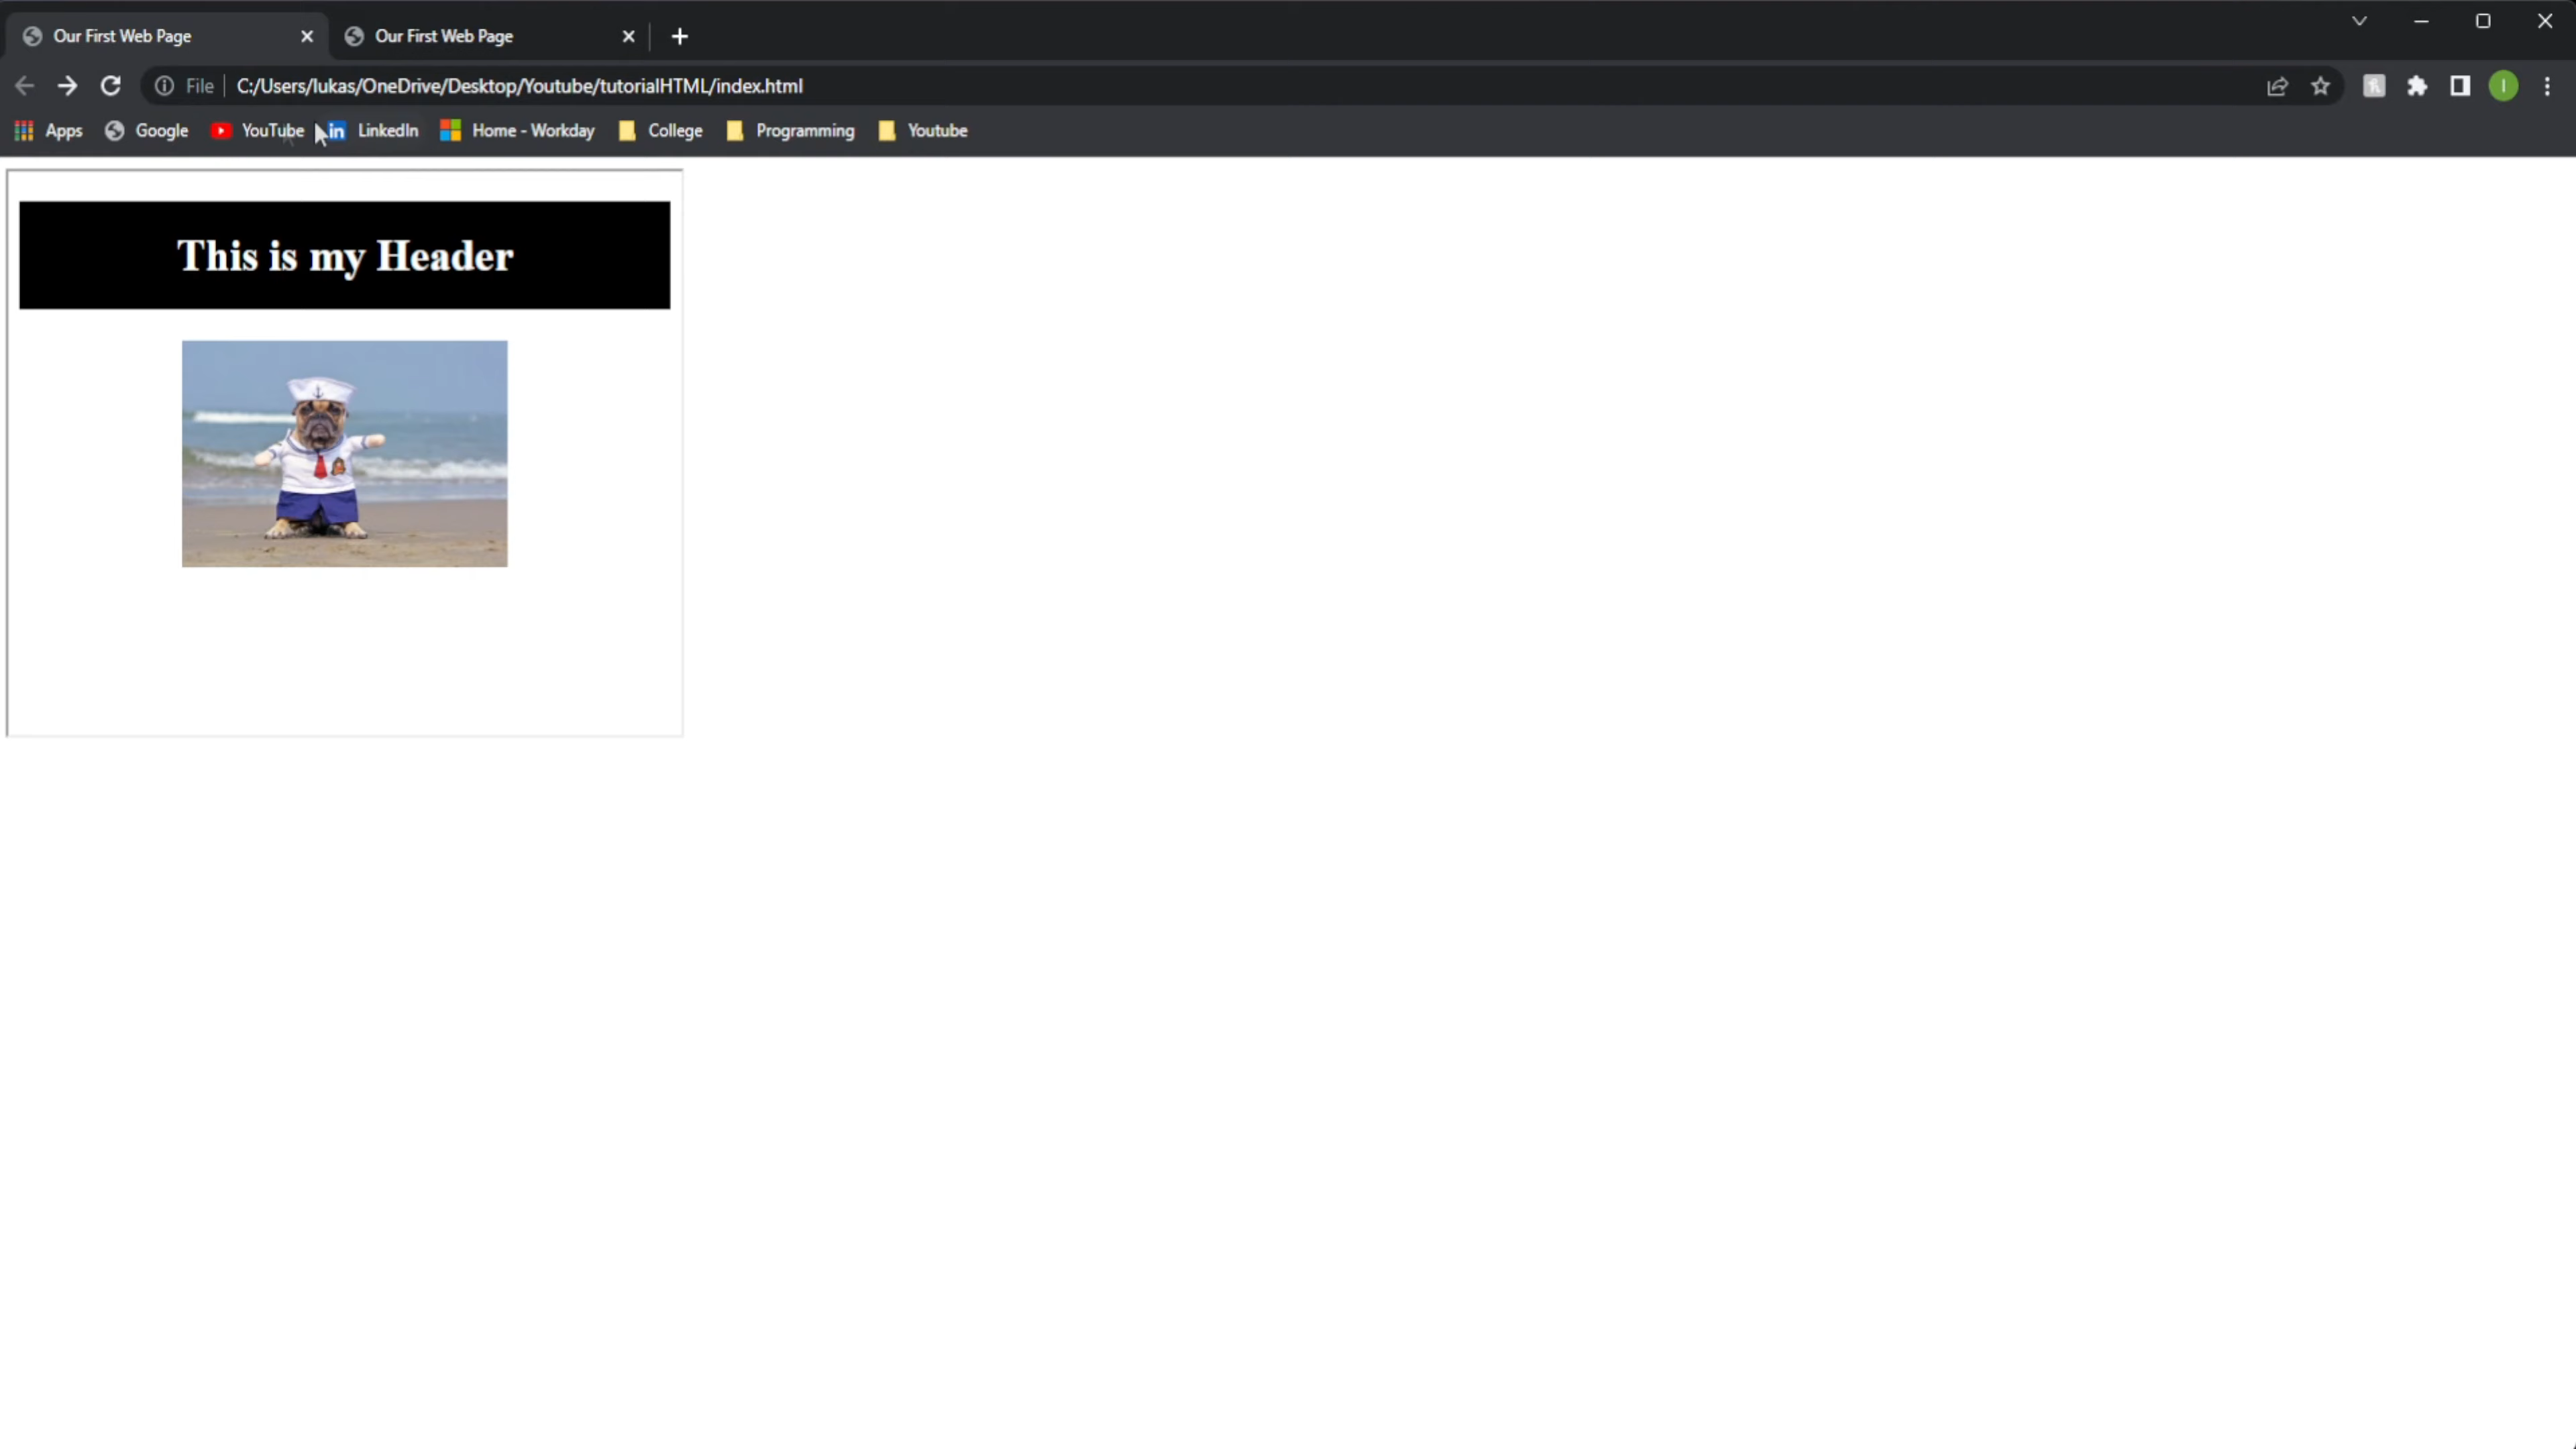 Our First Web Page
Our First Web Page
File
C:/Users/lukas/OneDrive/Desktop/Youtube/tutorialHTML/index.html
I
Apps
Google
YouTube
in LinkedIn
Home - Workday
College
Programming
Youtube
This is my Header